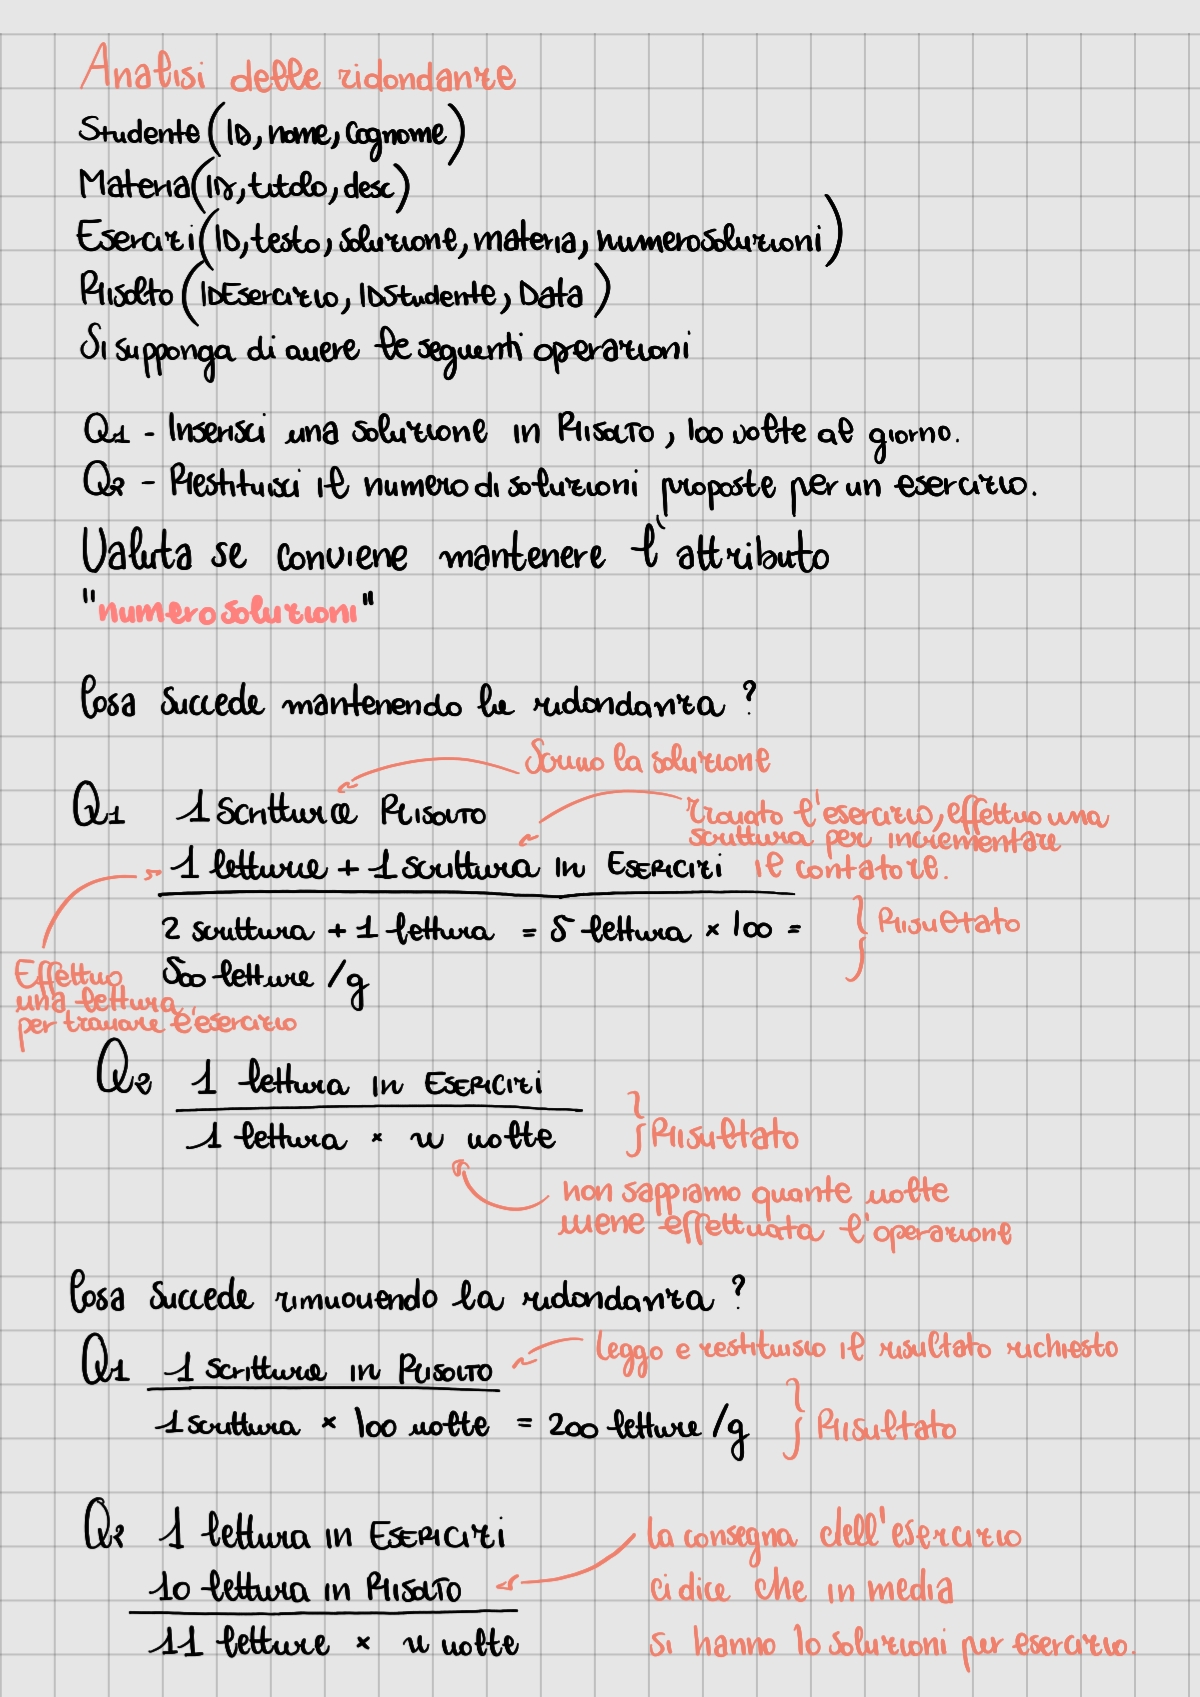 Analisi delle ridondanze
Studente (ID, nome, Cognome)
Materia (ID, titolo, desc)
Esercizi (ID, testo, soluzione, materia, numerosoluzioni)
Risolto (IDEsercizio, IDStudente, Data)
Si supponga di avere le seguenti operazioni
Q1 - Inserisci una soluzione in RISOLTO, 100 volte al giorno.
Q2 - Restituisci il numero di soluzioni proposte per un esercizio.
Valuta se conviene mantenere l'attributo
"numerosoluzioni"
Cosa succede mantenendo la ridondanza?
Scrivo la soluzione
Q1 1 Scrittura RISOLTO
trovato l'esercizio, effettuo una
scrittura per incrementare
il contatore.
1 lettura + 1 scrittura in ESERCIZI
2 scrittura + 1 lettura = 5 lettura × 100 =
500 letture /g
Risultato
Effettuo
una lettura
per trovare l'esercizio
Q2 1 lettura in ESERCIZI
1 lettura × n volte
Risultato
non sappiamo quante volte
viene effettuata l'operazione
Cosa succede rimuovendo la ridondanza?
Leggo e restituisco il risultato richiesto
Q1 1 scrittura in RISOLTO
1 scrittura × 100 volte = 200 letture /g
Risultato
Q2 1 lettura in ESERCIZI
10 lettura in RISOLTO
11 letture × n volte
la consegna dell'esercizio
ci dice che in media
si hanno 10 soluzioni per esercizio.